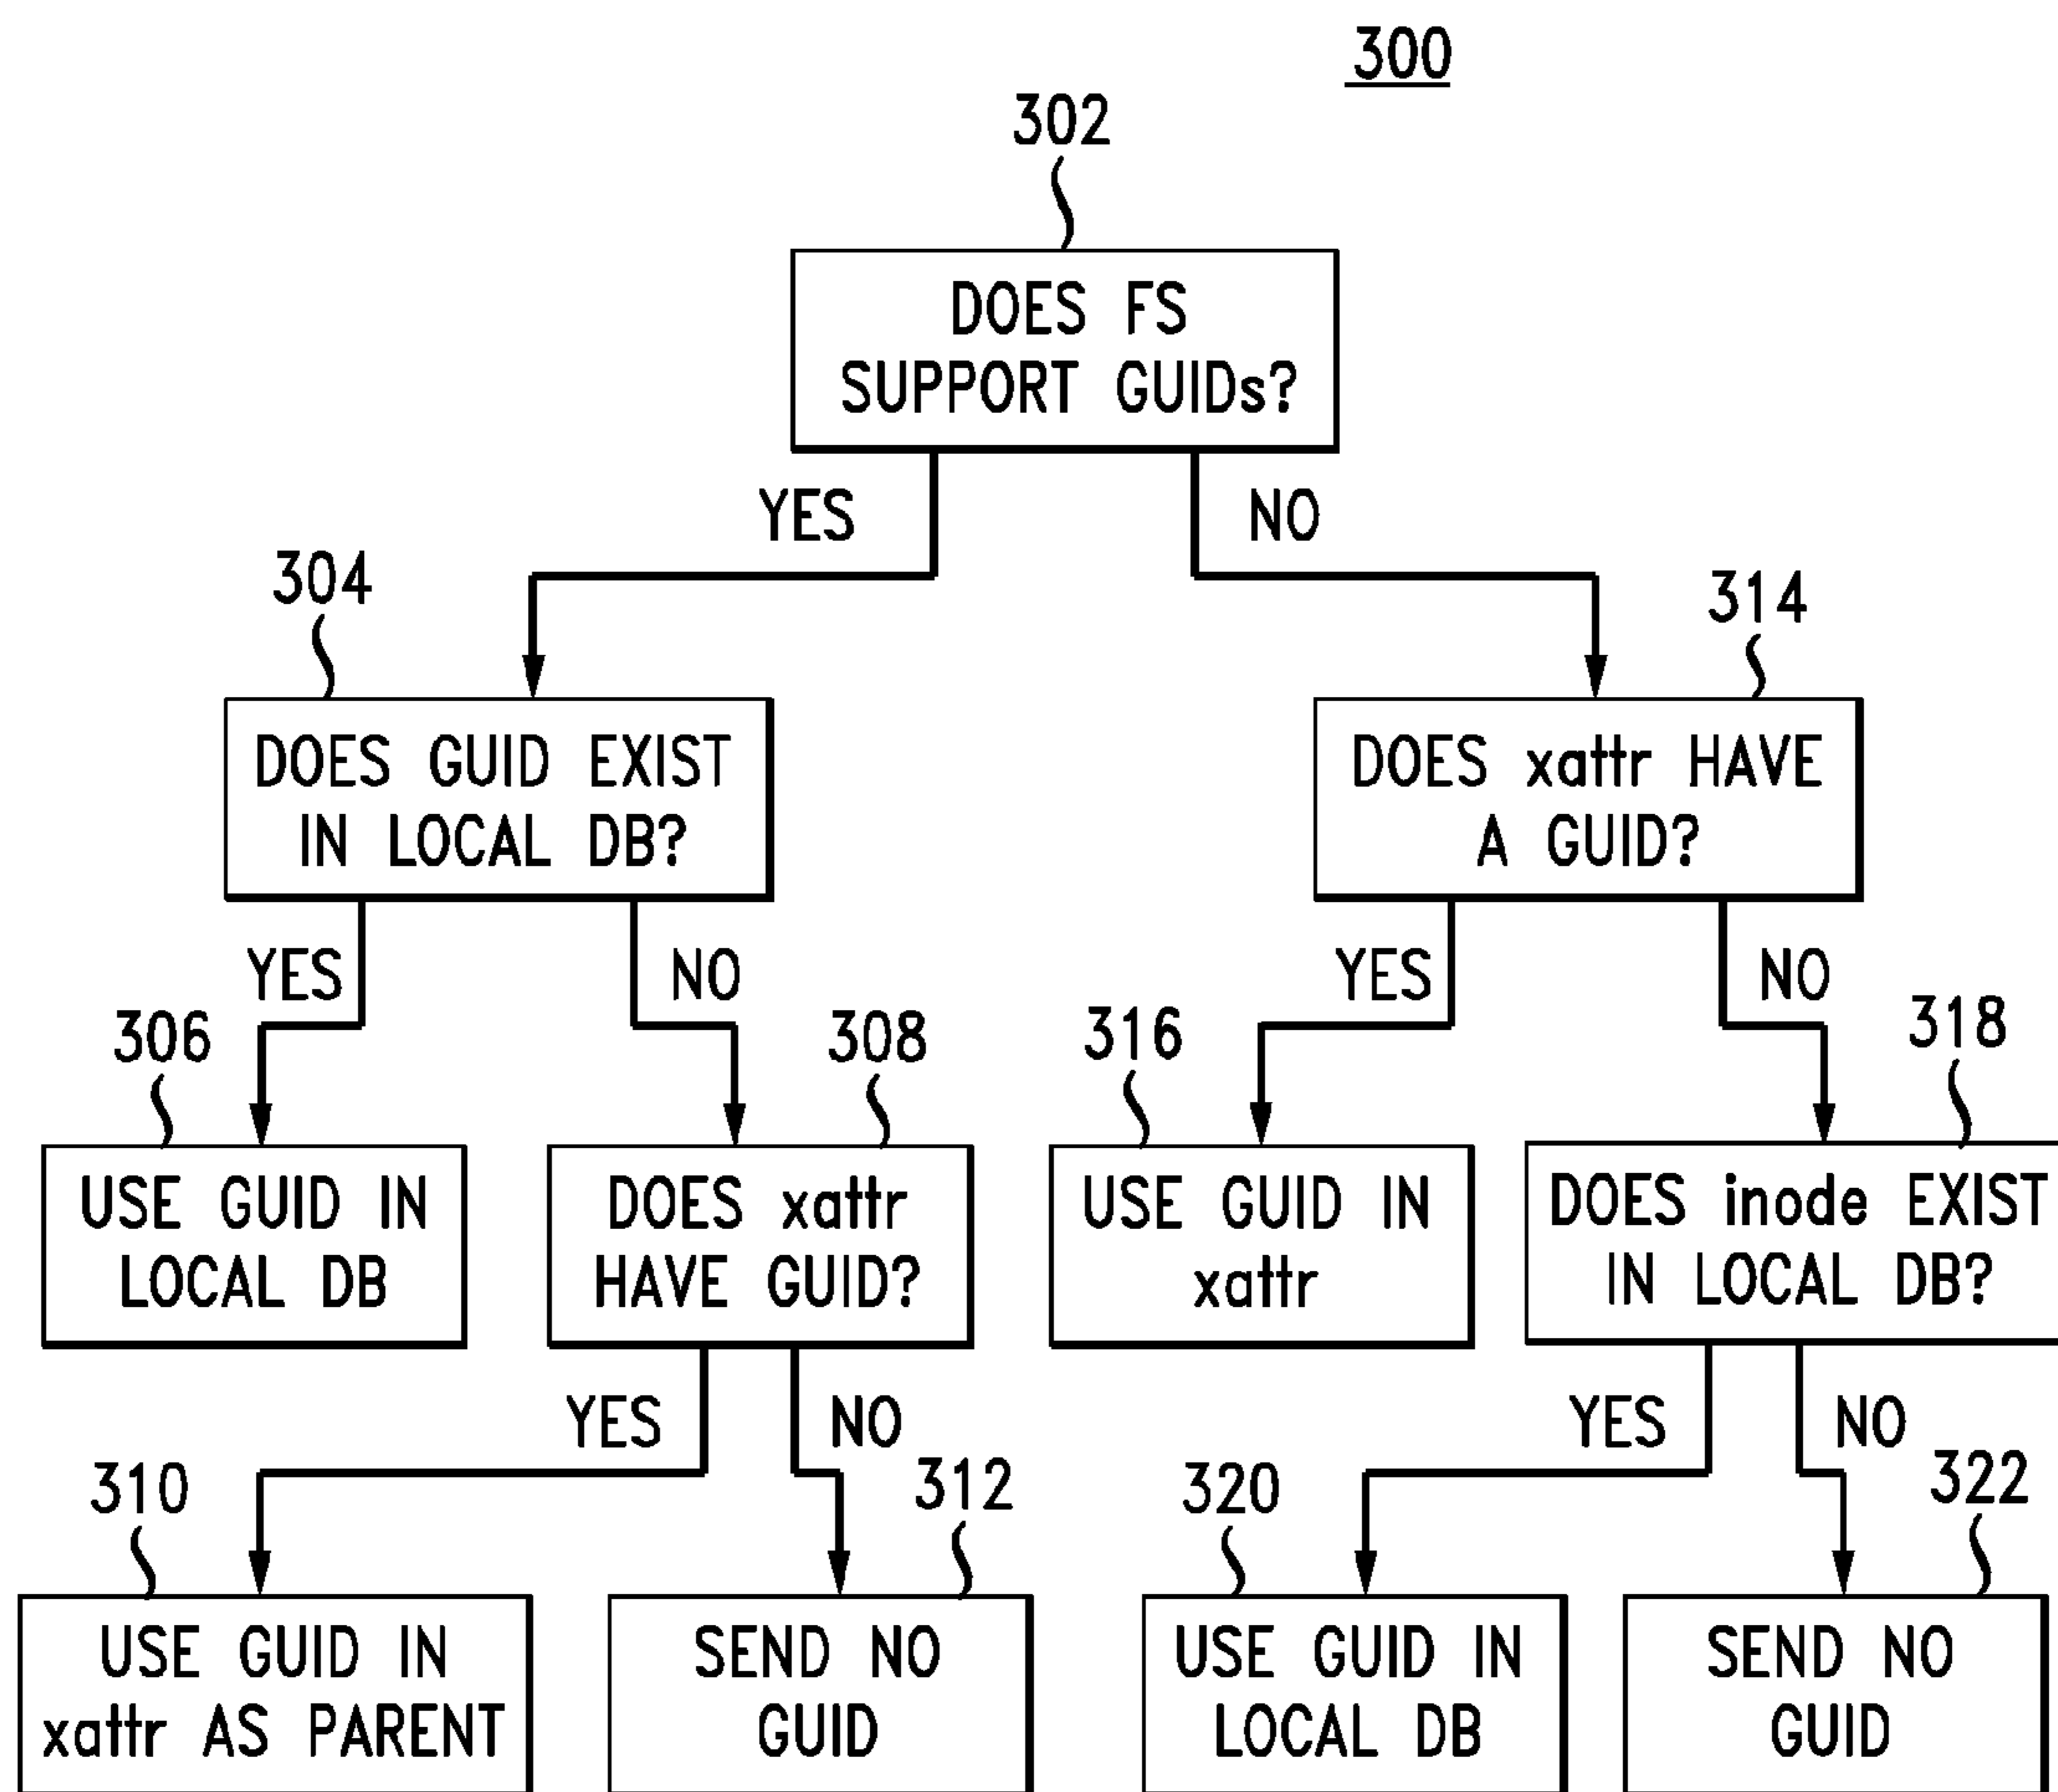 300
302
DOES FS
SUPPORT GUIDs?
YES
NO
304
314
DOES GUID EXIST
IN LOCAL DB?
DOES xattr HAVE
A GUID?
YES
NO
YES
NO
306
308
316
318
USE GUID IN
LOCAL DB
DOES xattr
HAVE GUID?
USE GUID IN
xattr
DOES inode EXIST
IN LOCAL DB?
YES
NO
YES
NO
310
312
320
322
USE GUID IN
xattr AS PARENT
SEND NO
GUID
USE GUID IN
LOCAL DB
SEND NO
GUID